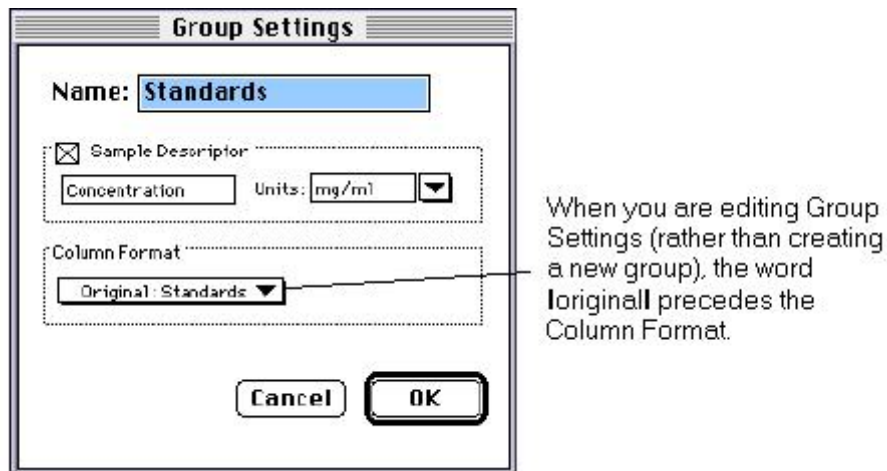 Group Settings
Name: Standards
Sample Descriptor
Concentration Units: mg/ml
Column Format
Original: Standards
Cancel OK
When you are editing Group
Settings (rather than creating
a new group), the word
loriginall precedes the
Column Format.